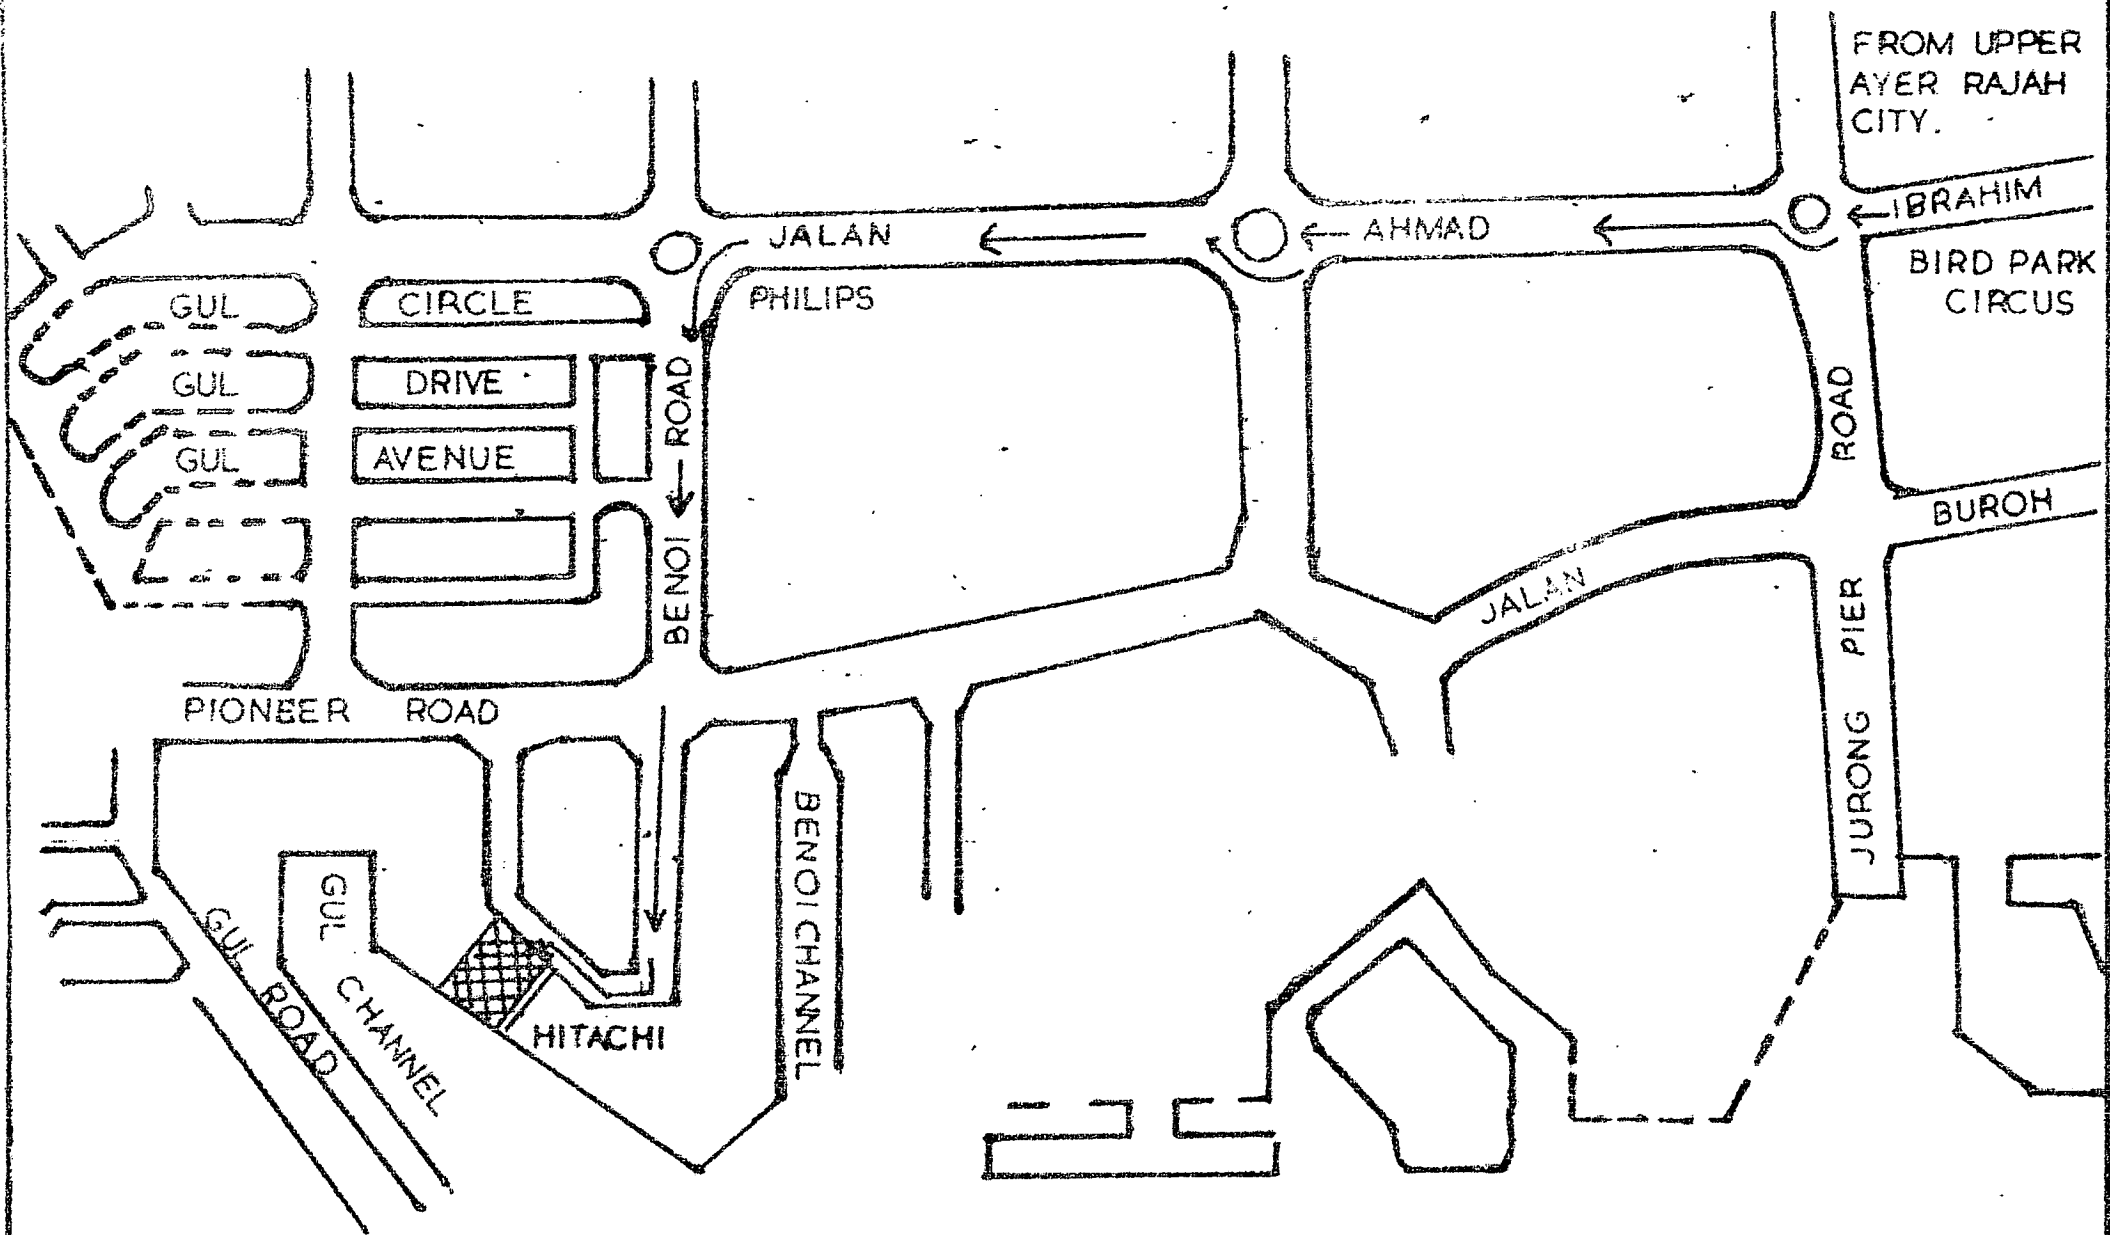 FROM UPPER
AYER RAJAH
CITY.
IBRAHIM
JALAN
AHMAD
BIRD PARK
CIRCUS
PHILIPS
GUL CIRCLE
GUL DRIVE
GUL AVENUE
BENOI ROAD
JURONG PIER ROAD
JALAN BUROH
PIONEER ROAD
BENOI CHANNEL
GUL CHANNEL
GUL ROAD
HITACHI